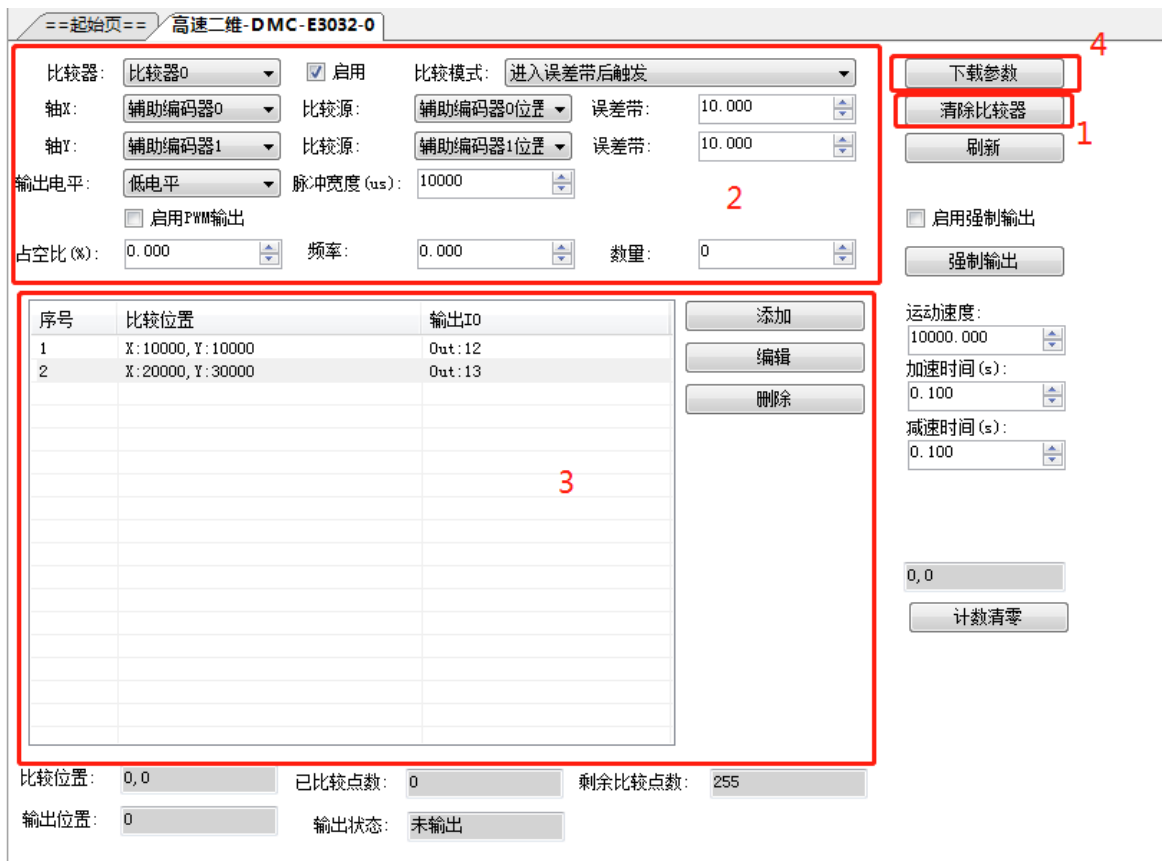 ==起始页== 高速二维-DMC-E3032-0
4
比较器: 比较器0 启用 比较模式: 进入误差带后触发 下载参数
轴X: 辅助编码器0 比较源: 辅助编码器0位置 误差带: 10.000 清除比较器
1
轴Y: 辅助编码器1 比较源: 辅助编码器1位置 误差带: 10.000 刷新
输出电平: 低电平 脉冲宽度(us): 10000
2
启用PWM输出 启用强制输出
占空比(%): 0.000 频率: 0.000 数量: 0 强制输出
序号 比较位置 输出IO 添加 运动速度:
10000.000
1 X:10000,Y:10000 Out:12 编辑
2 X:20000,Y:30000 Out:13 加速时间(s):
删除 0.100
减速时间(s):
0.100
3
0,0
计数清零
比较位置: 0,0 已比较点数: 0 剩余比较点数: 255
输出位置: 0 输出状态: 未输出